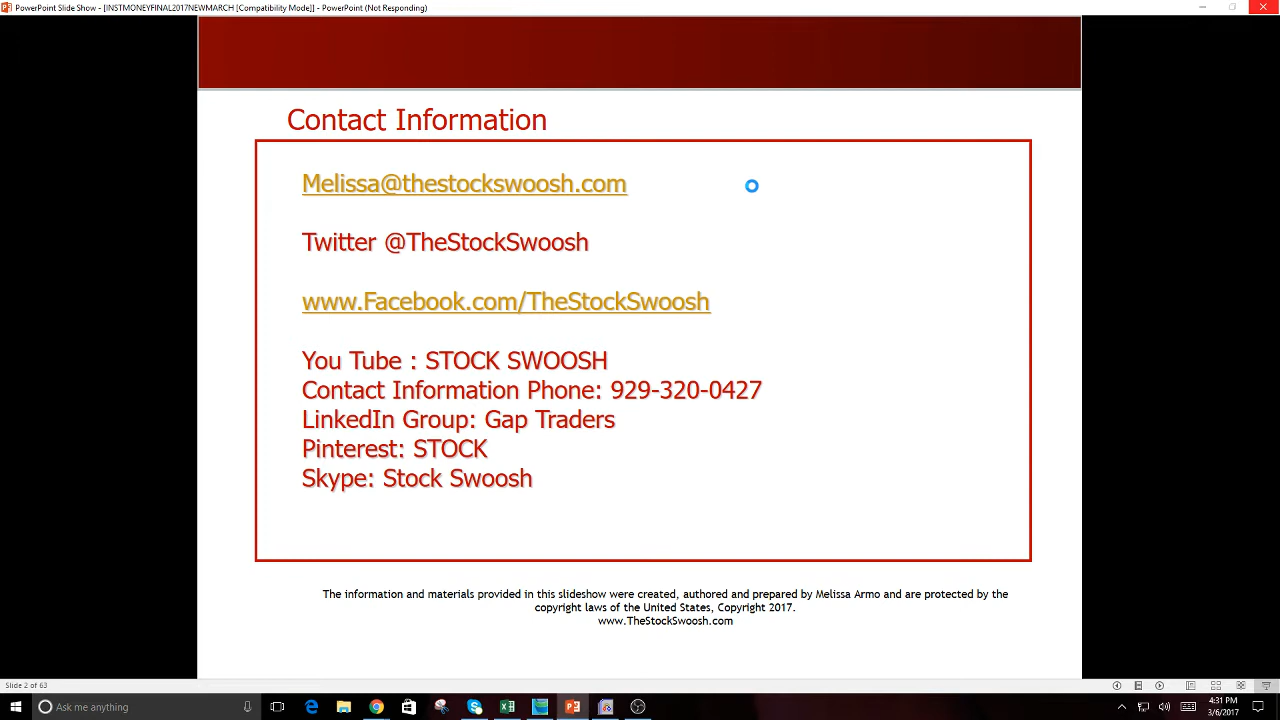 PowerPoint Slide Show - [INSTMONEYFINAL2017NEWMARCH [Compatibility Mode]] - PowerPoint (Not Responding)
Contact Information
Melissa@thestockswoosh.com
Twitter @TheStockSwoosh
www.Facebook.com/TheStockSwoosh
You Tube : STOCK SWOOSH
Contact Information Phone: 929-320-0427
LinkedIn Group: Gap Traders
Pinterest: STOCK
Skype: Stock Swoosh
The information and materials provided in this slideshow were created, authored and prepared by Melissa Armo and are protected by the
copyright laws of the United States, Copyright 2017.
www.TheStockSwoosh.com
Slide 2 of 63
Ask me anything
4:31 PM
3/6/2017